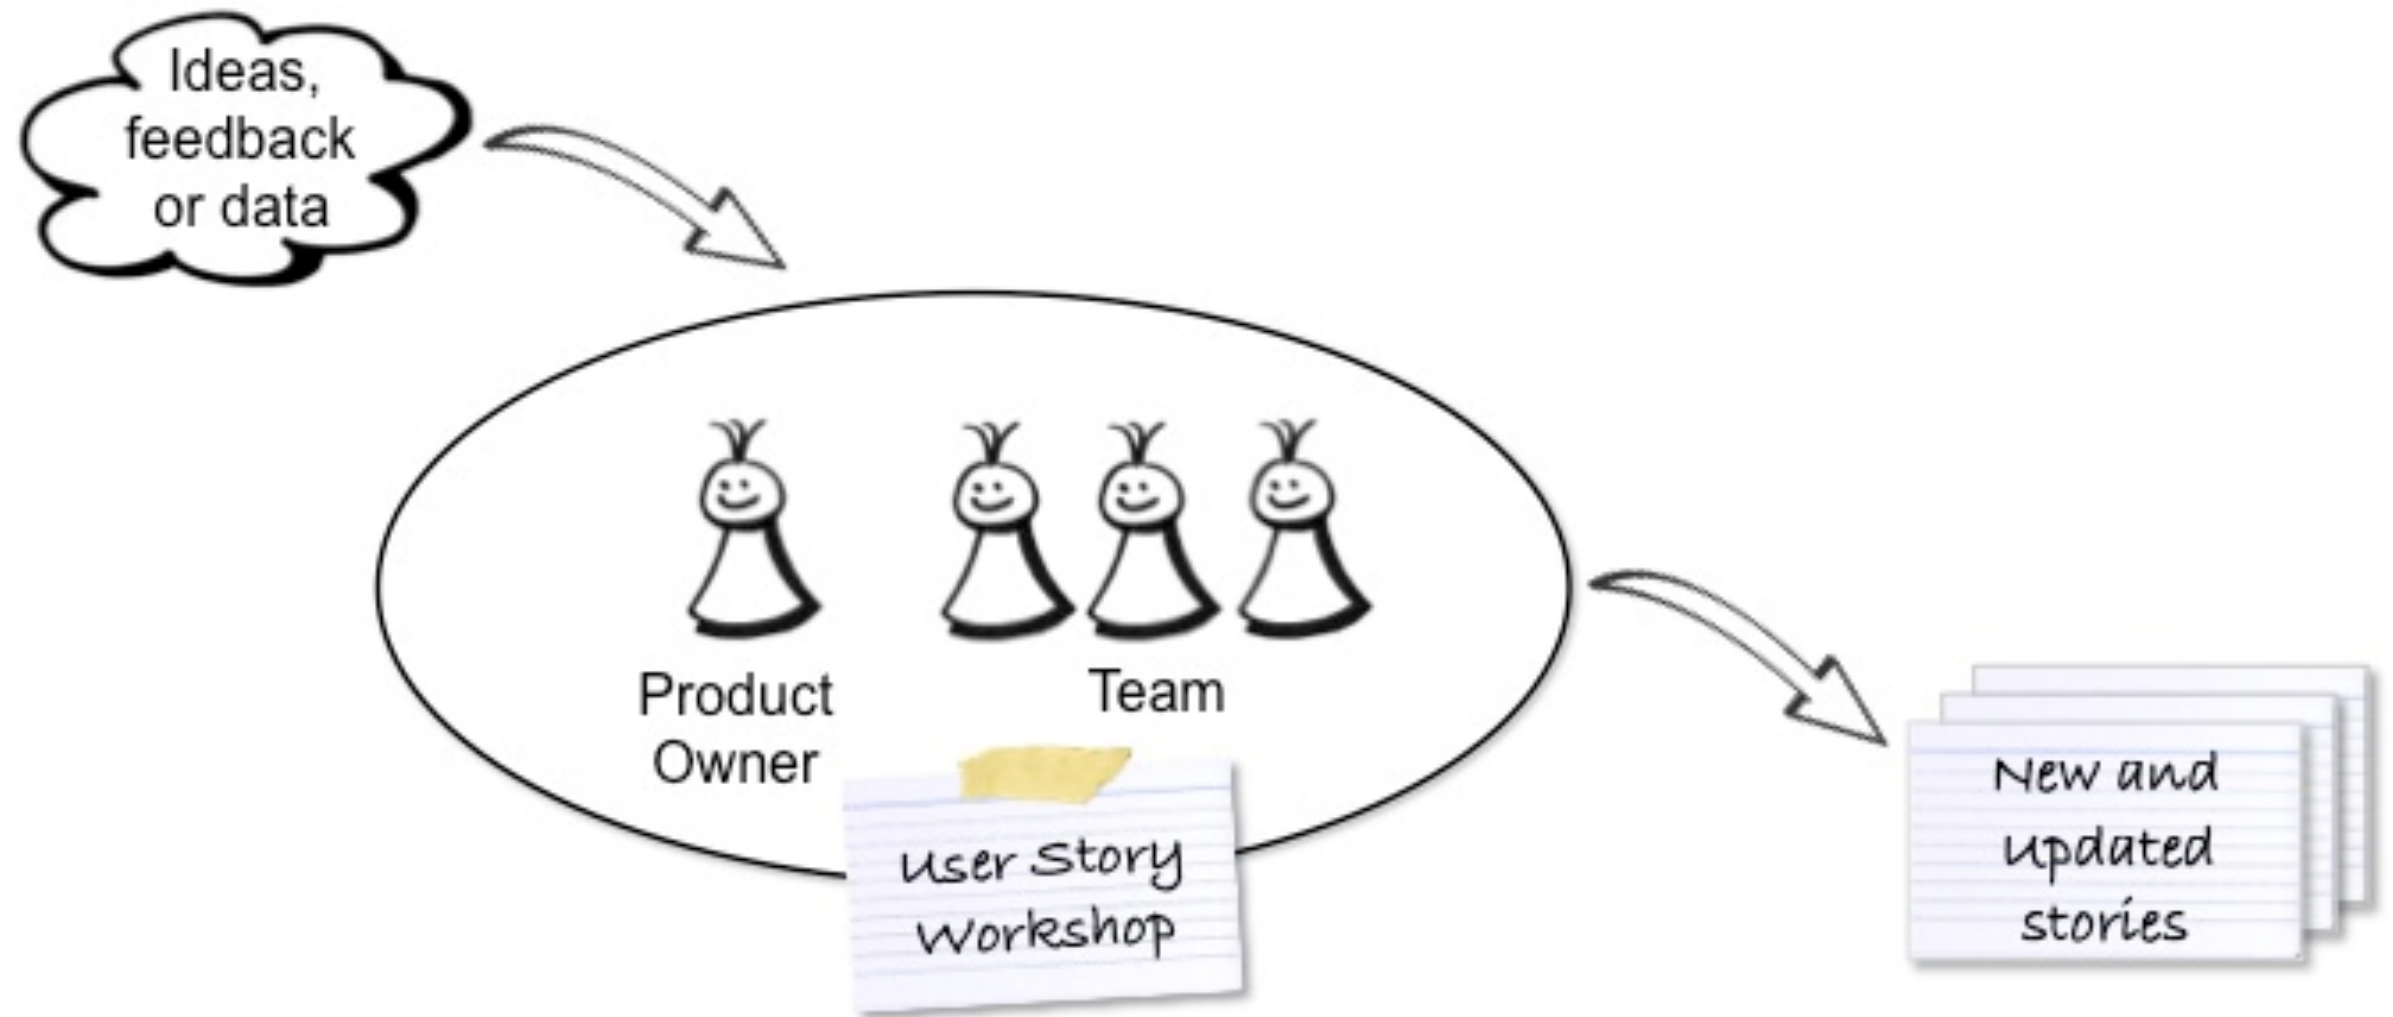 Ideas,
feedback
or data
Product
Owner
Team
User Story
Workshop
New and
updated
stories